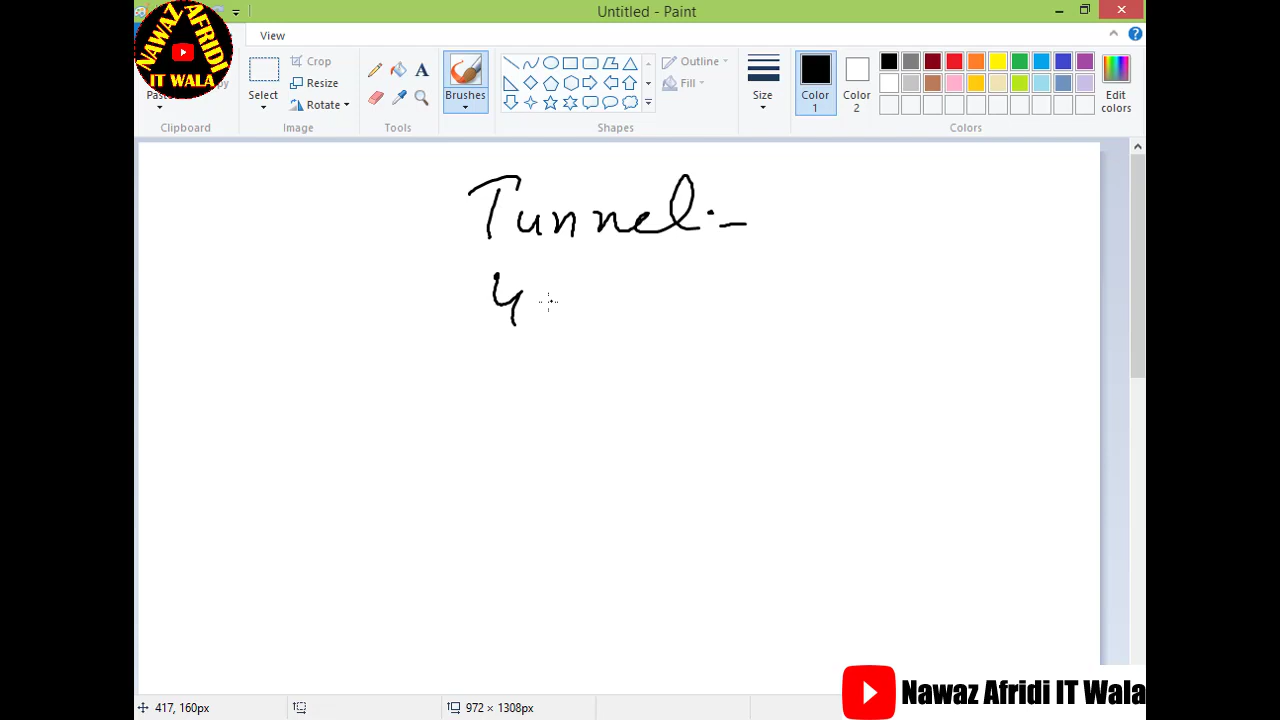 Untitled - Paint
NAWAZ AFRIDI
IT WALA
View
Paste
Select
Crop
Resize
Rotate
Brushes
Outline
Fill
Size
Color 1
Color 2
Edit colors
Clipboard
Image
Tools
Shapes
Colors
Tunnel:-
4
417, 160px
972 × 1308px
Nawaz Afridi IT Wala